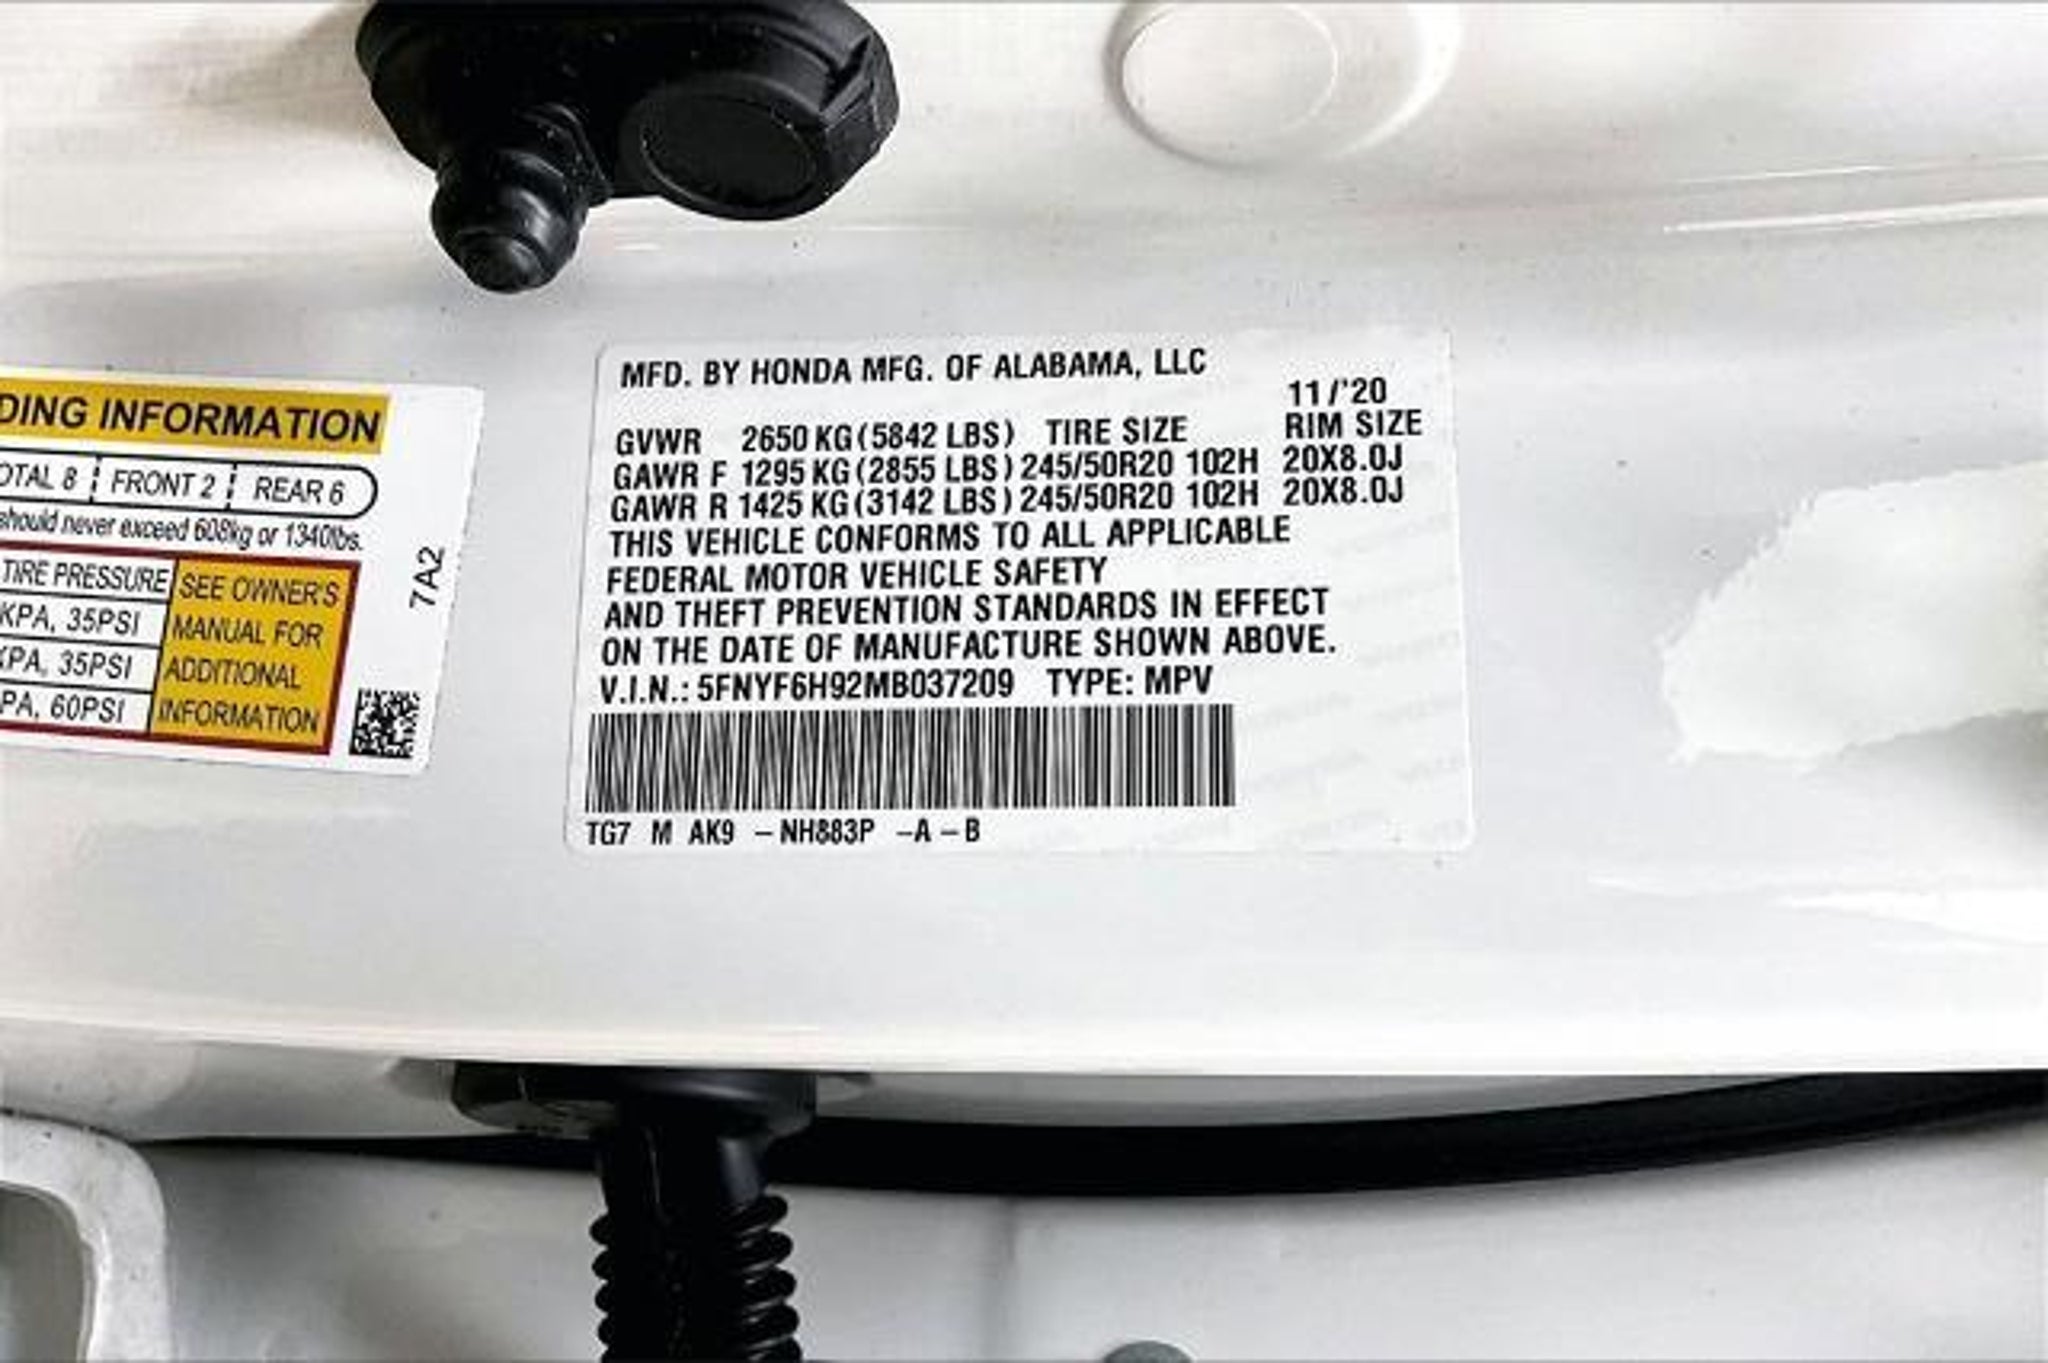 DING INFORMATION
OTAL 8 FRONT 2 REAR 6
should never exceed 608kg or 1340lbs.
TIRE PRESSURE
KPA, 35PSI
KPA, 35PSI
PA, 60PSI
SEE OWNER'S
MANUAL FOR
ADDITIONAL
INFORMATION
7A2
MFD. BY HONDA MFG. OF ALABAMA, LLC
11/'20
GVWR 2650 KG (5842 LBS) TIRE SIZE RIM SIZE
GAWR F 1295 KG (2855 LBS) 245/50R20 102H 20X8.0J
GAWR R 1425 KG (3142 LBS) 245/50R20 102H 20X8.0J
THIS VEHICLE CONFORMS TO ALL APPLICABLE
FEDERAL MOTOR VEHICLE SAFETY
AND THEFT PREVENTION STANDARDS IN EFFECT
ON THE DATE OF MANUFACTURE SHOWN ABOVE.
V.I.N.: 5FNYF6H92MB037209 TYPE: MPV
TG7 M AK9 -NH883P -A -B